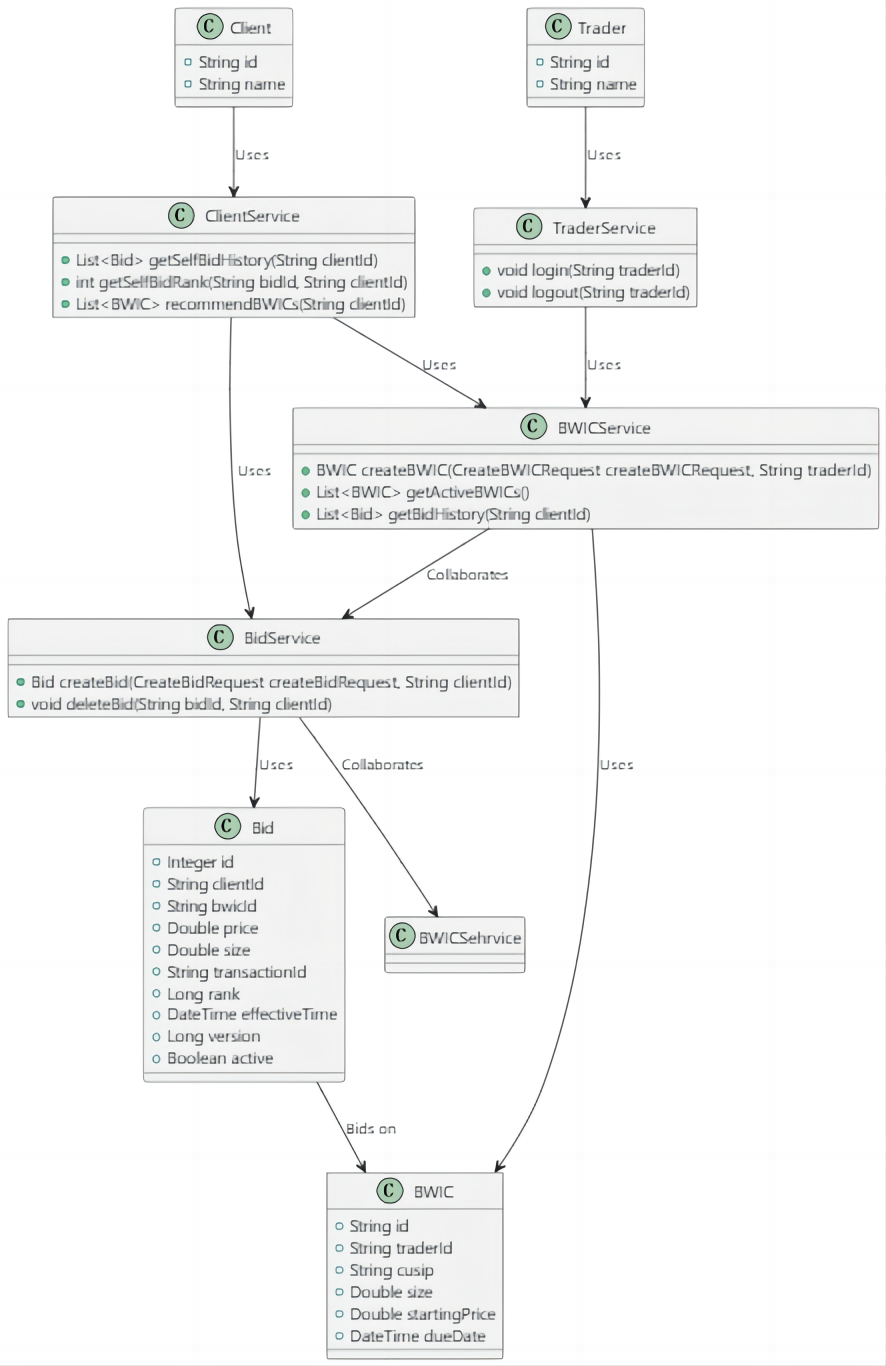 C Client
String id
String name
C Trader
String id
String name
Uses
Uses
C ClientService
List<Bid> getSelfBidHistory(String clientId)
int getSelfBidRank(String bidId, String clientId)
List<BWIC> recommendBWICs(String clientId)
C TraderService
void login(String traderId)
void logout(String traderId)
Uses
Uses
C BWICService
BWIC createBWIC(CreateBWICRequest createBWICRequest, String traderId)
List<BWIC> getActiveBWICs()
List<Bid> getBidHistory(String clientId)
Uses
Collaborates
C BidService
Bid createBid(CreateBidRequest createBidRequest, String clientId)
void deleteBid(String bidId, String clientId)
Uses
Collaborates
Uses
C Bid
Integer id
String clientId
String bwicId
Double price
Double size
String transactionId
Long rank
DateTime effectiveTime
Long version
Boolean active
C BWICSehrvice
Bids on
C BWIC
String id
String traderId
String cusip
Double size
Double startingPrice
DateTime dueDate